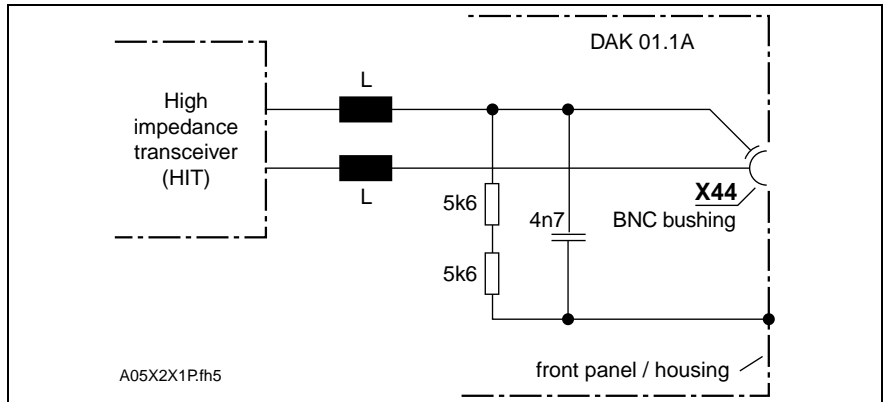 DAK 01.1A
High
impedance
transceiver
(HIT)
L
L
5k6
4n7
5k6
X44
BNC bushing
front panel / housing
A05X2X1P.fh5